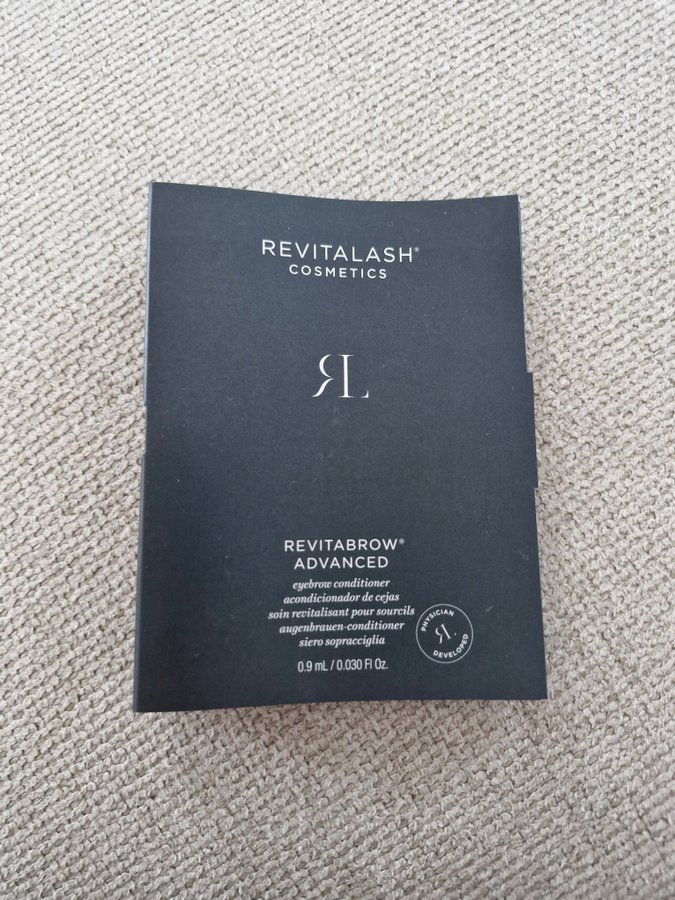 REVITALASH®
COSMETICS
RL
REVITABROW®
ADVANCED
eyebrow conditioner
acondicionador de cejas
soin revitalisant pour sourcils
augenbrauen-conditioner
siero sopracciglia
0.9 mL / 0.030 Fl Oz.
PHYSICIAN
RL
DEVELOPED